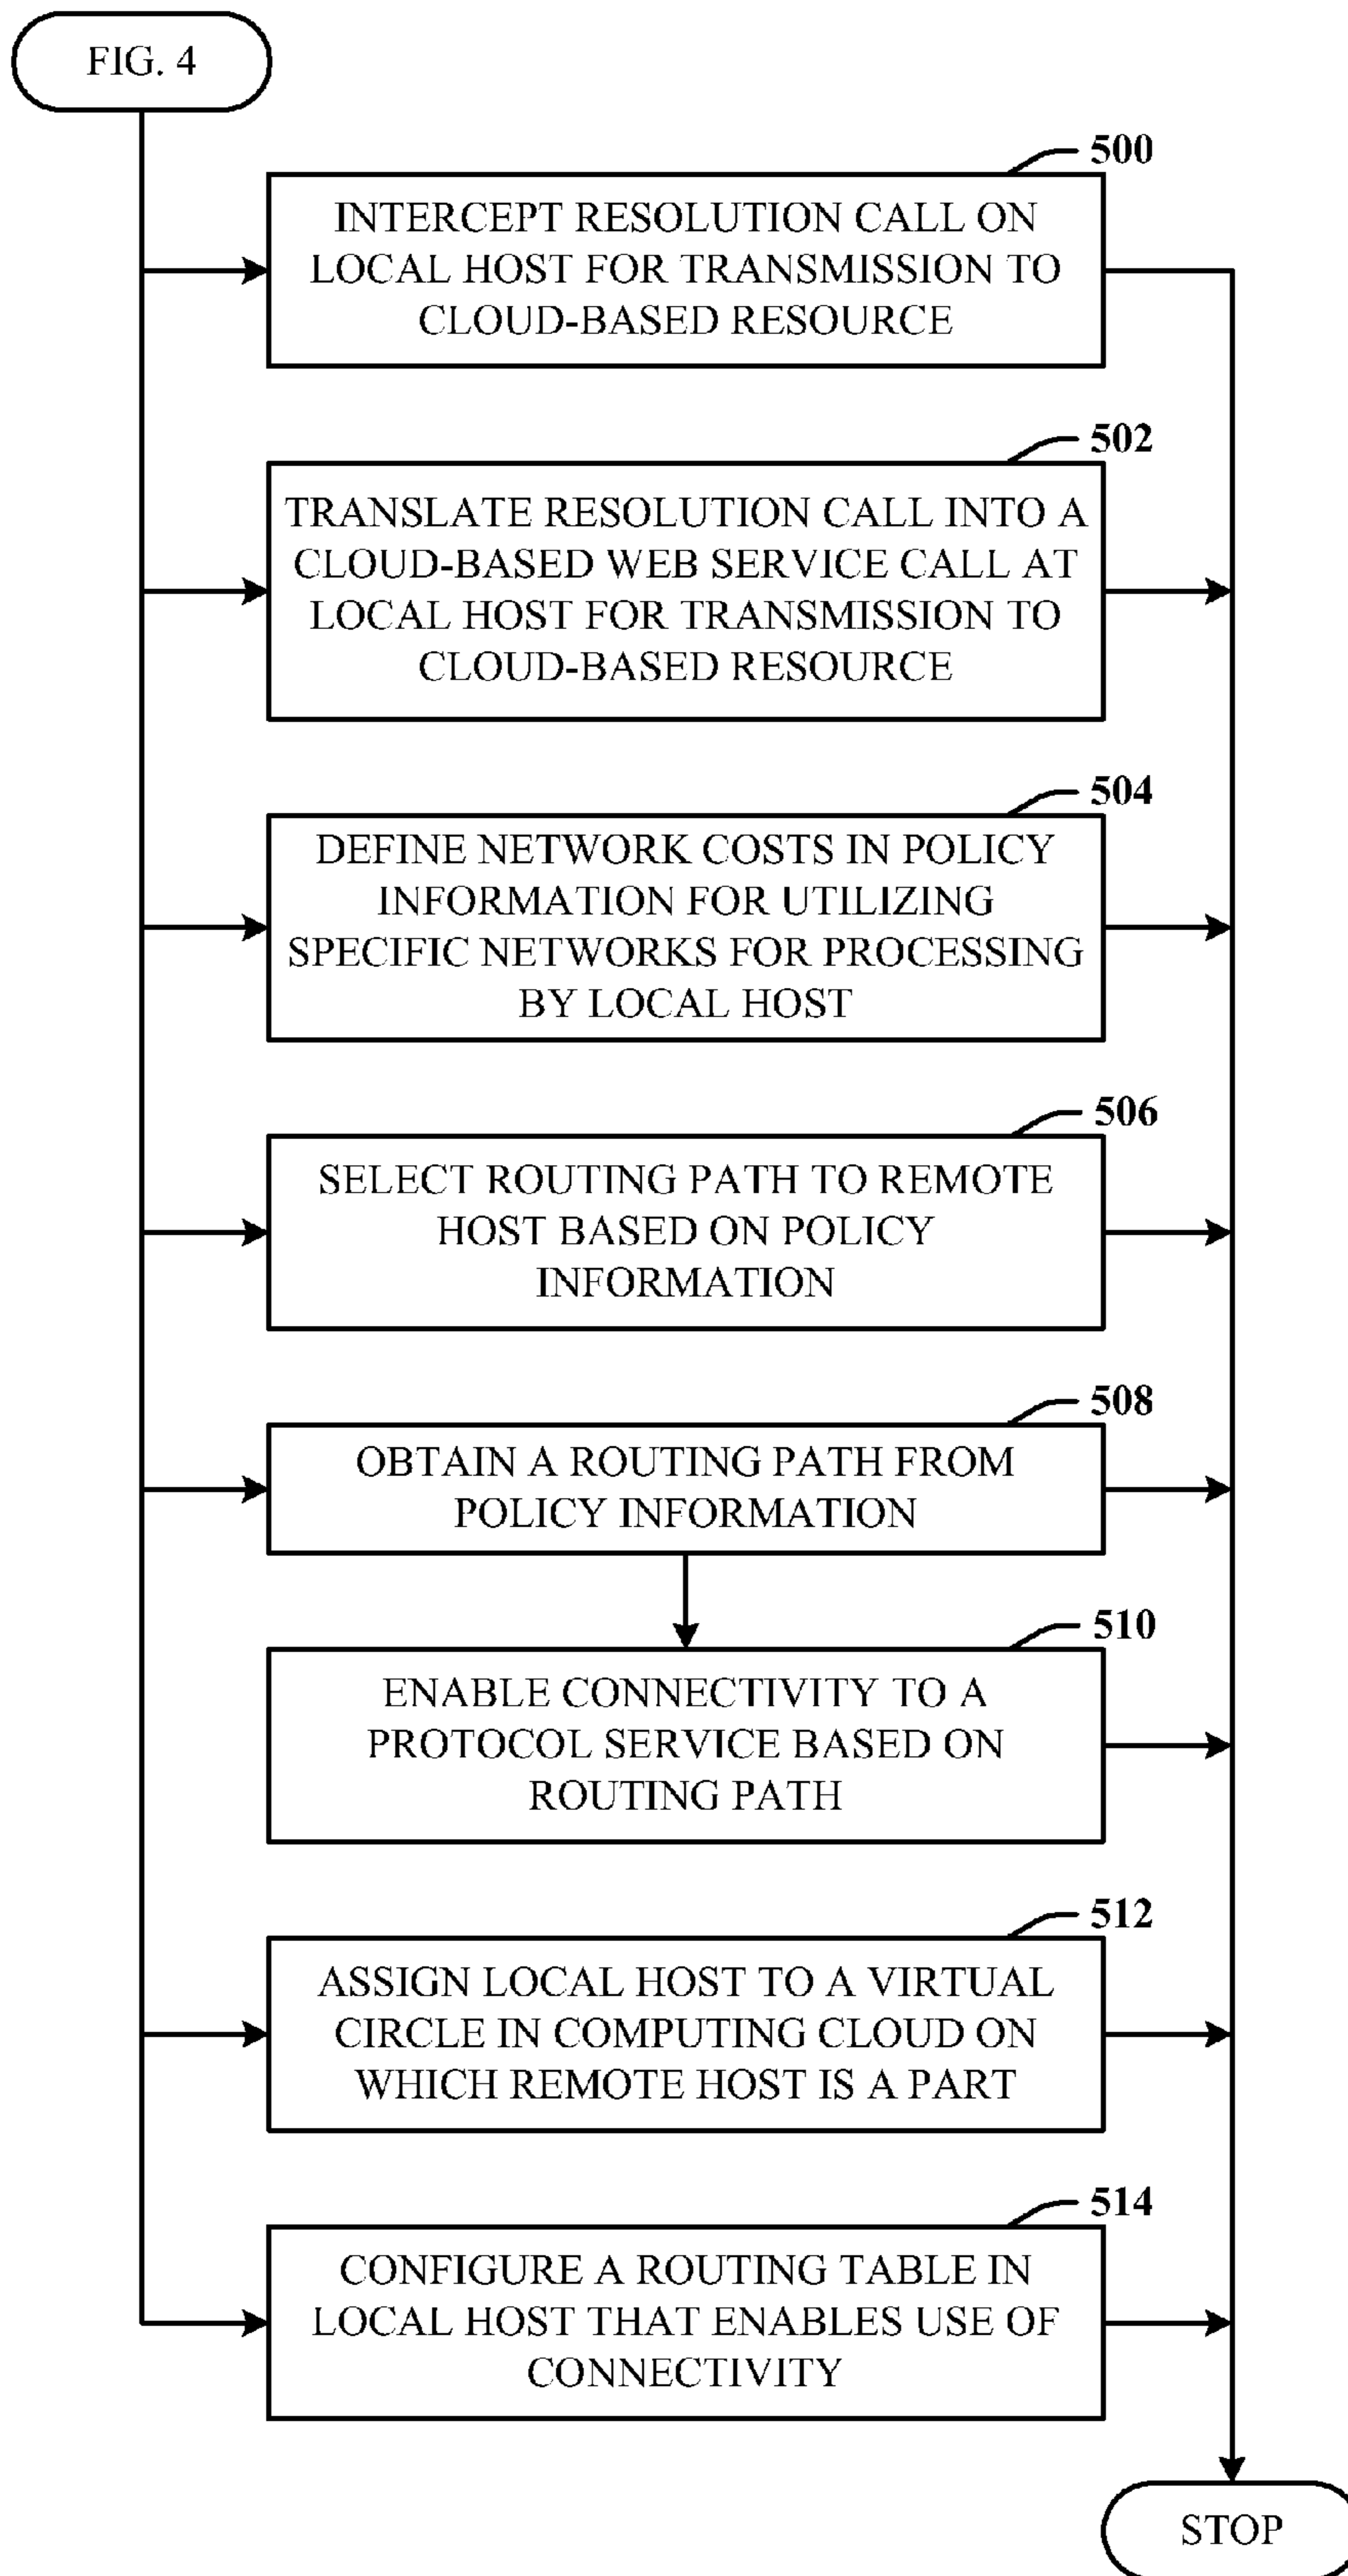 FIG. 4
500
INTERCEPT RESOLUTION CALL ON
LOCAL HOST FOR TRANSMISSION TO
CLOUD-BASED RESOURCE
502
TRANSLATE RESOLUTION CALL INTO A
CLOUD-BASED WEB SERVICE CALL AT
LOCAL HOST FOR TRANSMISSION TO
CLOUD-BASED RESOURCE
504
DEFINE NETWORK COSTS IN POLICY
INFORMATION FOR UTILIZING
SPECIFIC NETWORKS FOR PROCESSING
BY LOCAL HOST
506
SELECT ROUTING PATH TO REMOTE
HOST BASED ON POLICY
INFORMATION
508
OBTAIN A ROUTING PATH FROM
POLICY INFORMATION
510
ENABLE CONNECTIVITY TO A
PROTOCOL SERVICE BASED ON
ROUTING PATH
512
ASSIGN LOCAL HOST TO A VIRTUAL
CIRCLE IN COMPUTING CLOUD ON
WHICH REMOTE HOST IS A PART
514
CONFIGURE A ROUTING TABLE IN
LOCAL HOST THAT ENABLES USE OF
CONNECTIVITY
STOP